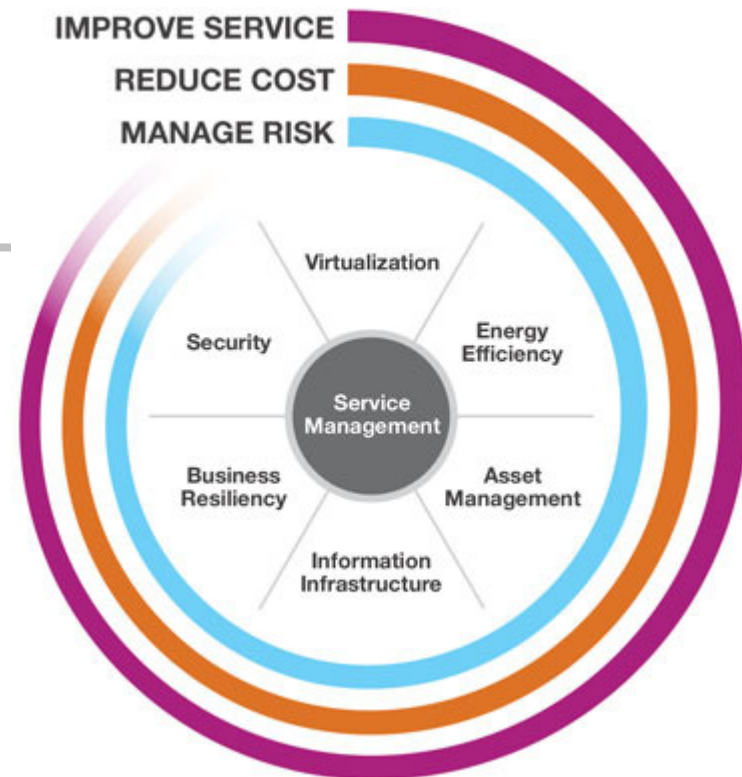 IMPROVE SERVICE
REDUCE COST
MANAGE RISK
Virtualization
Security
Energy
Efficiency
Service
Management
Business
Resiliency
Asset
Management
Information
Infrastructure